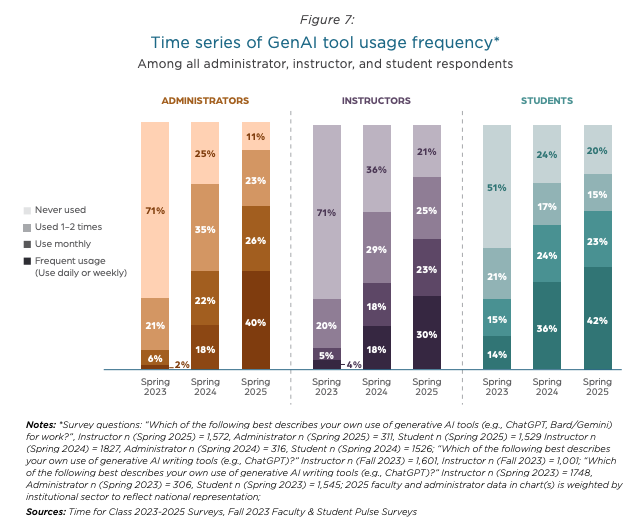 Figure 7:
Time series of GenAI tool usage frequency*
Among all administrator, instructor, and student respondents
ADMINISTRATORS
INSTRUCTORS
STUDENTS
Never used
Used 1–2 times
Use monthly
Frequent usage
(Use daily or weekly)
71%
21%
6%
2%
25%
35%
22%
18%
11%
23%
26%
40%
71%
20%
5%
4%
36%
29%
18%
18%
21%
25%
23%
30%
51%
21%
15%
14%
24%
17%
24%
36%
20%
15%
23%
42%
Spring 2023
Spring 2024
Spring 2025
Spring 2023
Spring 2024
Spring 2025
Spring 2023
Spring 2024
Spring 2025
Notes: *Survey questions: “Which of the following best describes your own use of generative AI tools (e.g., ChatGPT, Bard/Gemini)
for work?”, Instructor n (Spring 2025) = 1,572, Administrator n (Spring 2025) = 311, Student n (Spring 2025) = 1,529 Instructor n
(Spring 2024) = 1827, Administrator n (Spring 2024) = 316, Student n (Spring 2024) = 1526; “Which of the following best describes
your own use of generative AI writing tools (e.g., ChatGPT)?” Instructor n (Fall 2023) = 1,601, Instructor n (Fall 2023) = 1,001; “Which
of the following best describes your own use of generative AI writing tools (e.g., ChatGPT)? Instructor n (Spring 2023) = 1748,
Administrator n (Spring 2023) = 306, Student n (Spring 2023) = 1,545; 2025 faculty and administrator data in chart(s) is weighted by
institutional sector to reflect national representation;
Sources: Time for Class 2023-2025 Surveys, Fall 2023 Faculty & Student Pulse Surveys